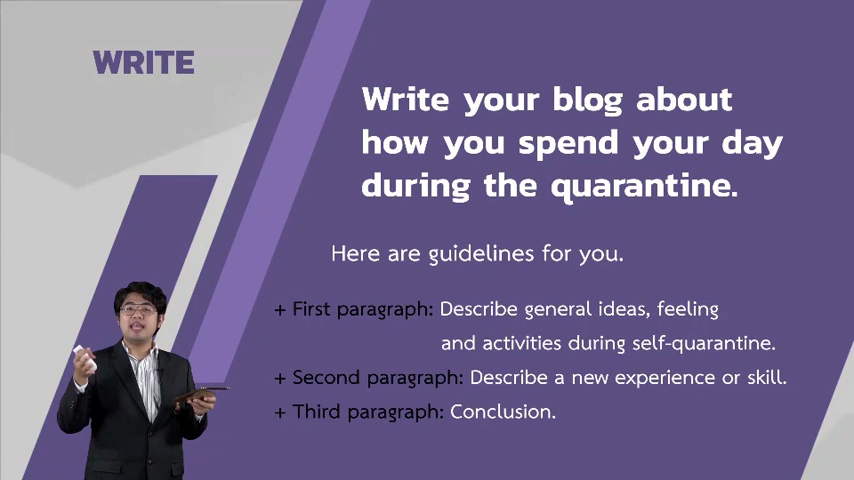 WRITE
Write your blog about
how you spend your day
during the quarantine.
Here are guidelines for you.
+ First paragraph: Describe general ideas, feeling
and activities during self-quarantine.
+ Second paragraph: Describe a new experience or skill.
+ Third paragraph: Conclusion.